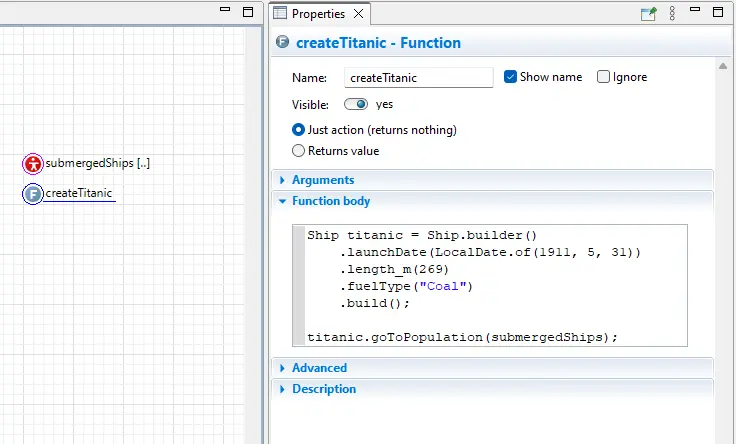 Properties
createTitanic - Function
Name: createTitanic Show name Ignore
Visible: yes
Just action (returns nothing)
Returns value
submergedShips [..]
createTitanic
Arguments
Function body
Ship titanic = Ship.builder()
.launchDate(LocalDate.of(1911, 5, 31))
.length_m(269)
.fuelType("Coal")
.build();
titanic.goToPopulation(submergedShips);
Advanced
Description